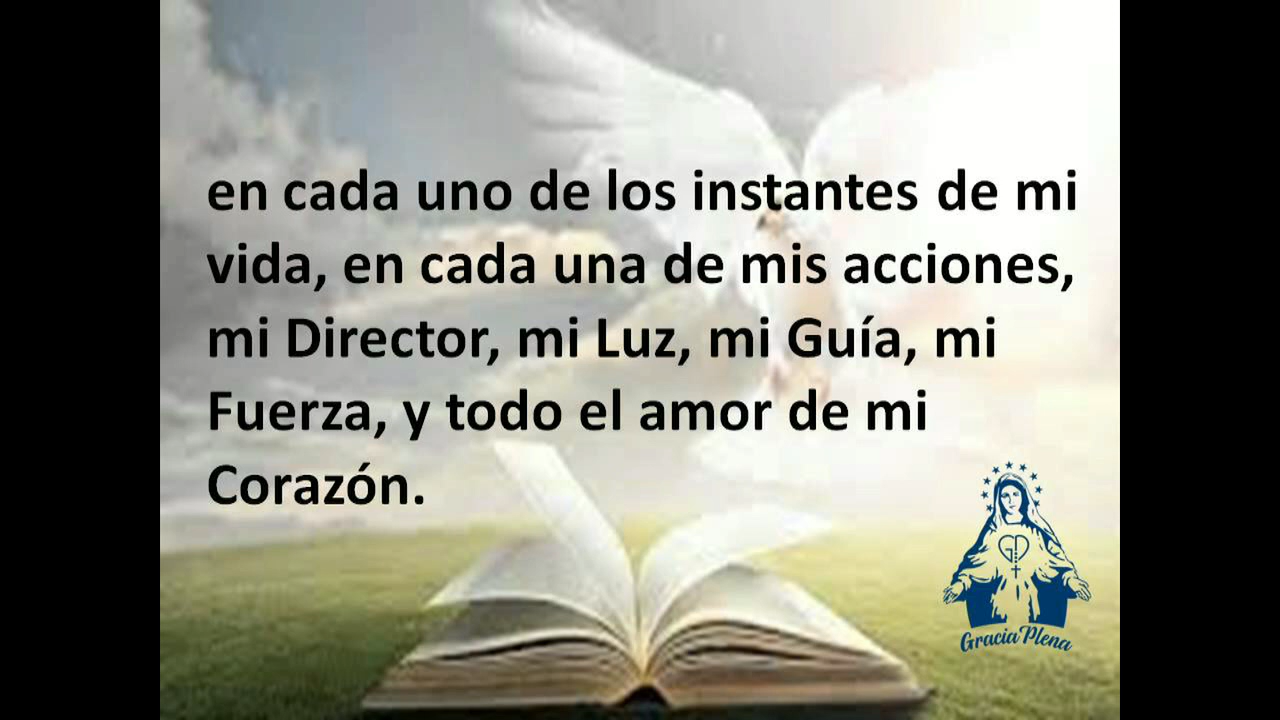 en cada uno de los instantes de mi
vida, en cada una de mis acciones,
mi Director, mi Luz, mi Guía, mi
Fuerza, y todo el amor de mi
Corazón.
Gracia Plena